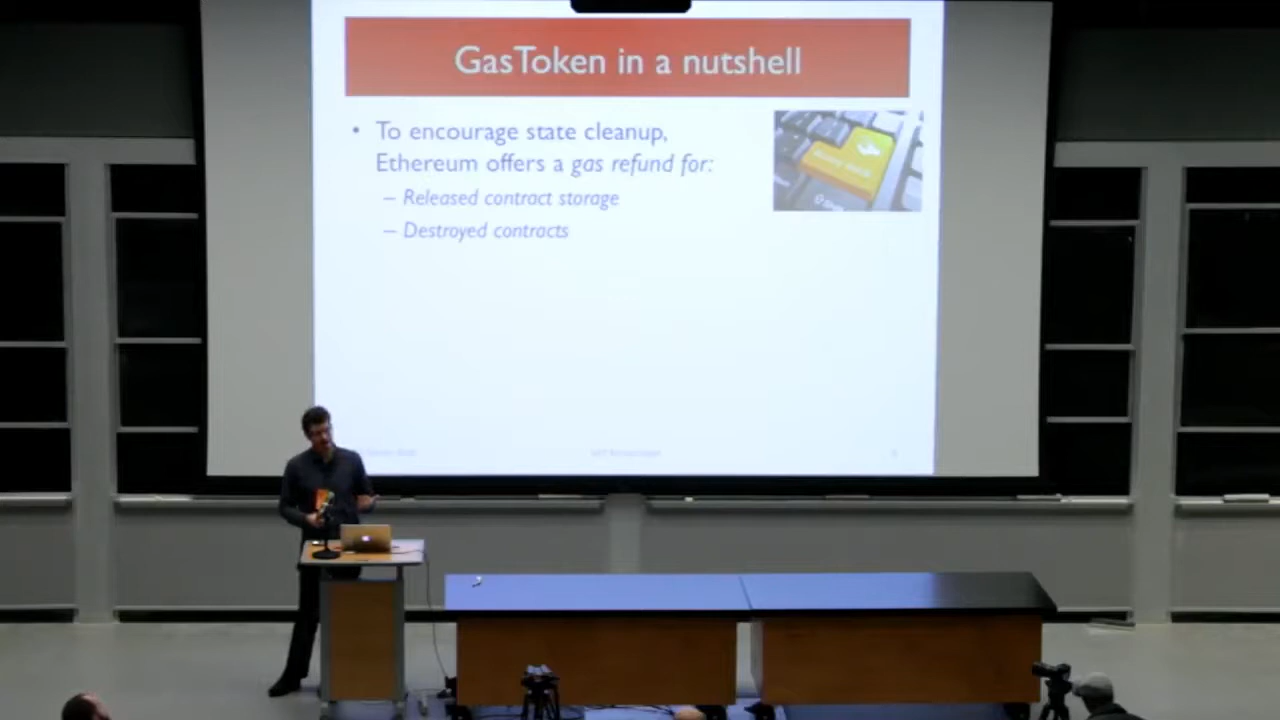 GasToken in a nutshell
• To encourage state cleanup,
Ethereum offers a gas refund for:
– Released contract storage
– Destroyed contracts